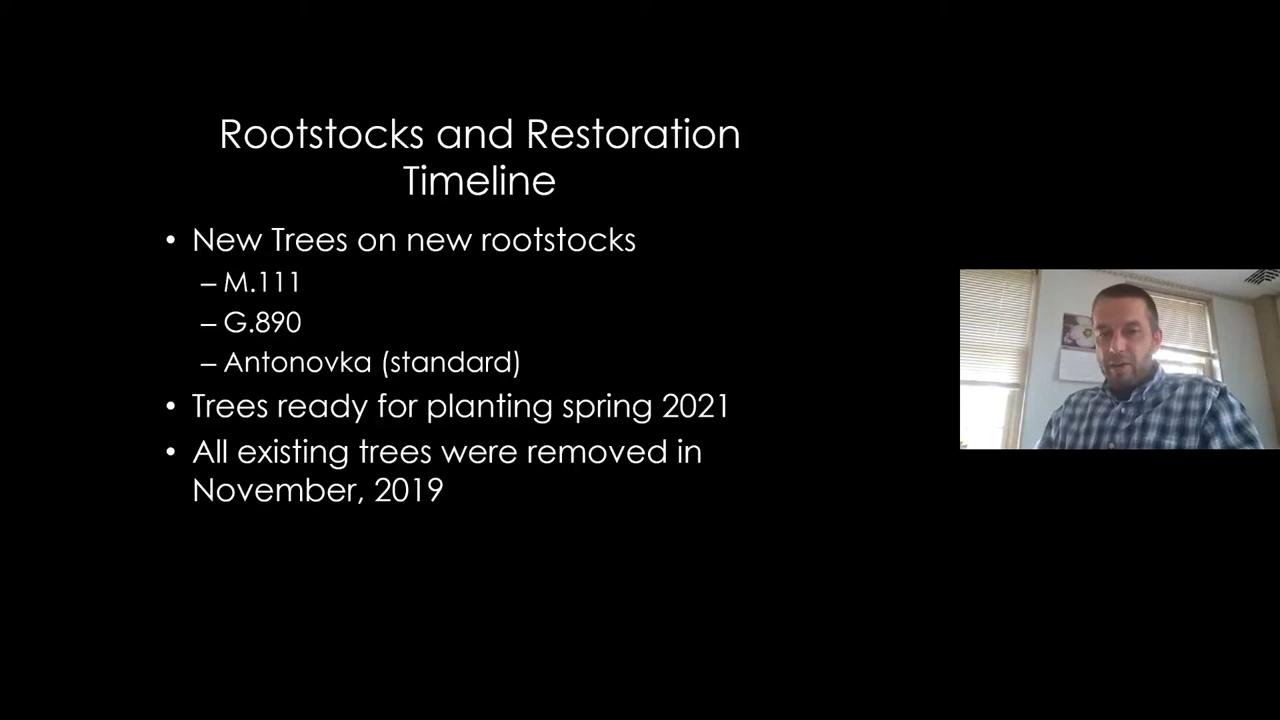 Rootstocks and Restoration
Timeline
• New Trees on new rootstocks
– M.111
– G.890
– Antonovka (standard)
• Trees ready for planting spring 2021
• All existing trees were removed in
November, 2019